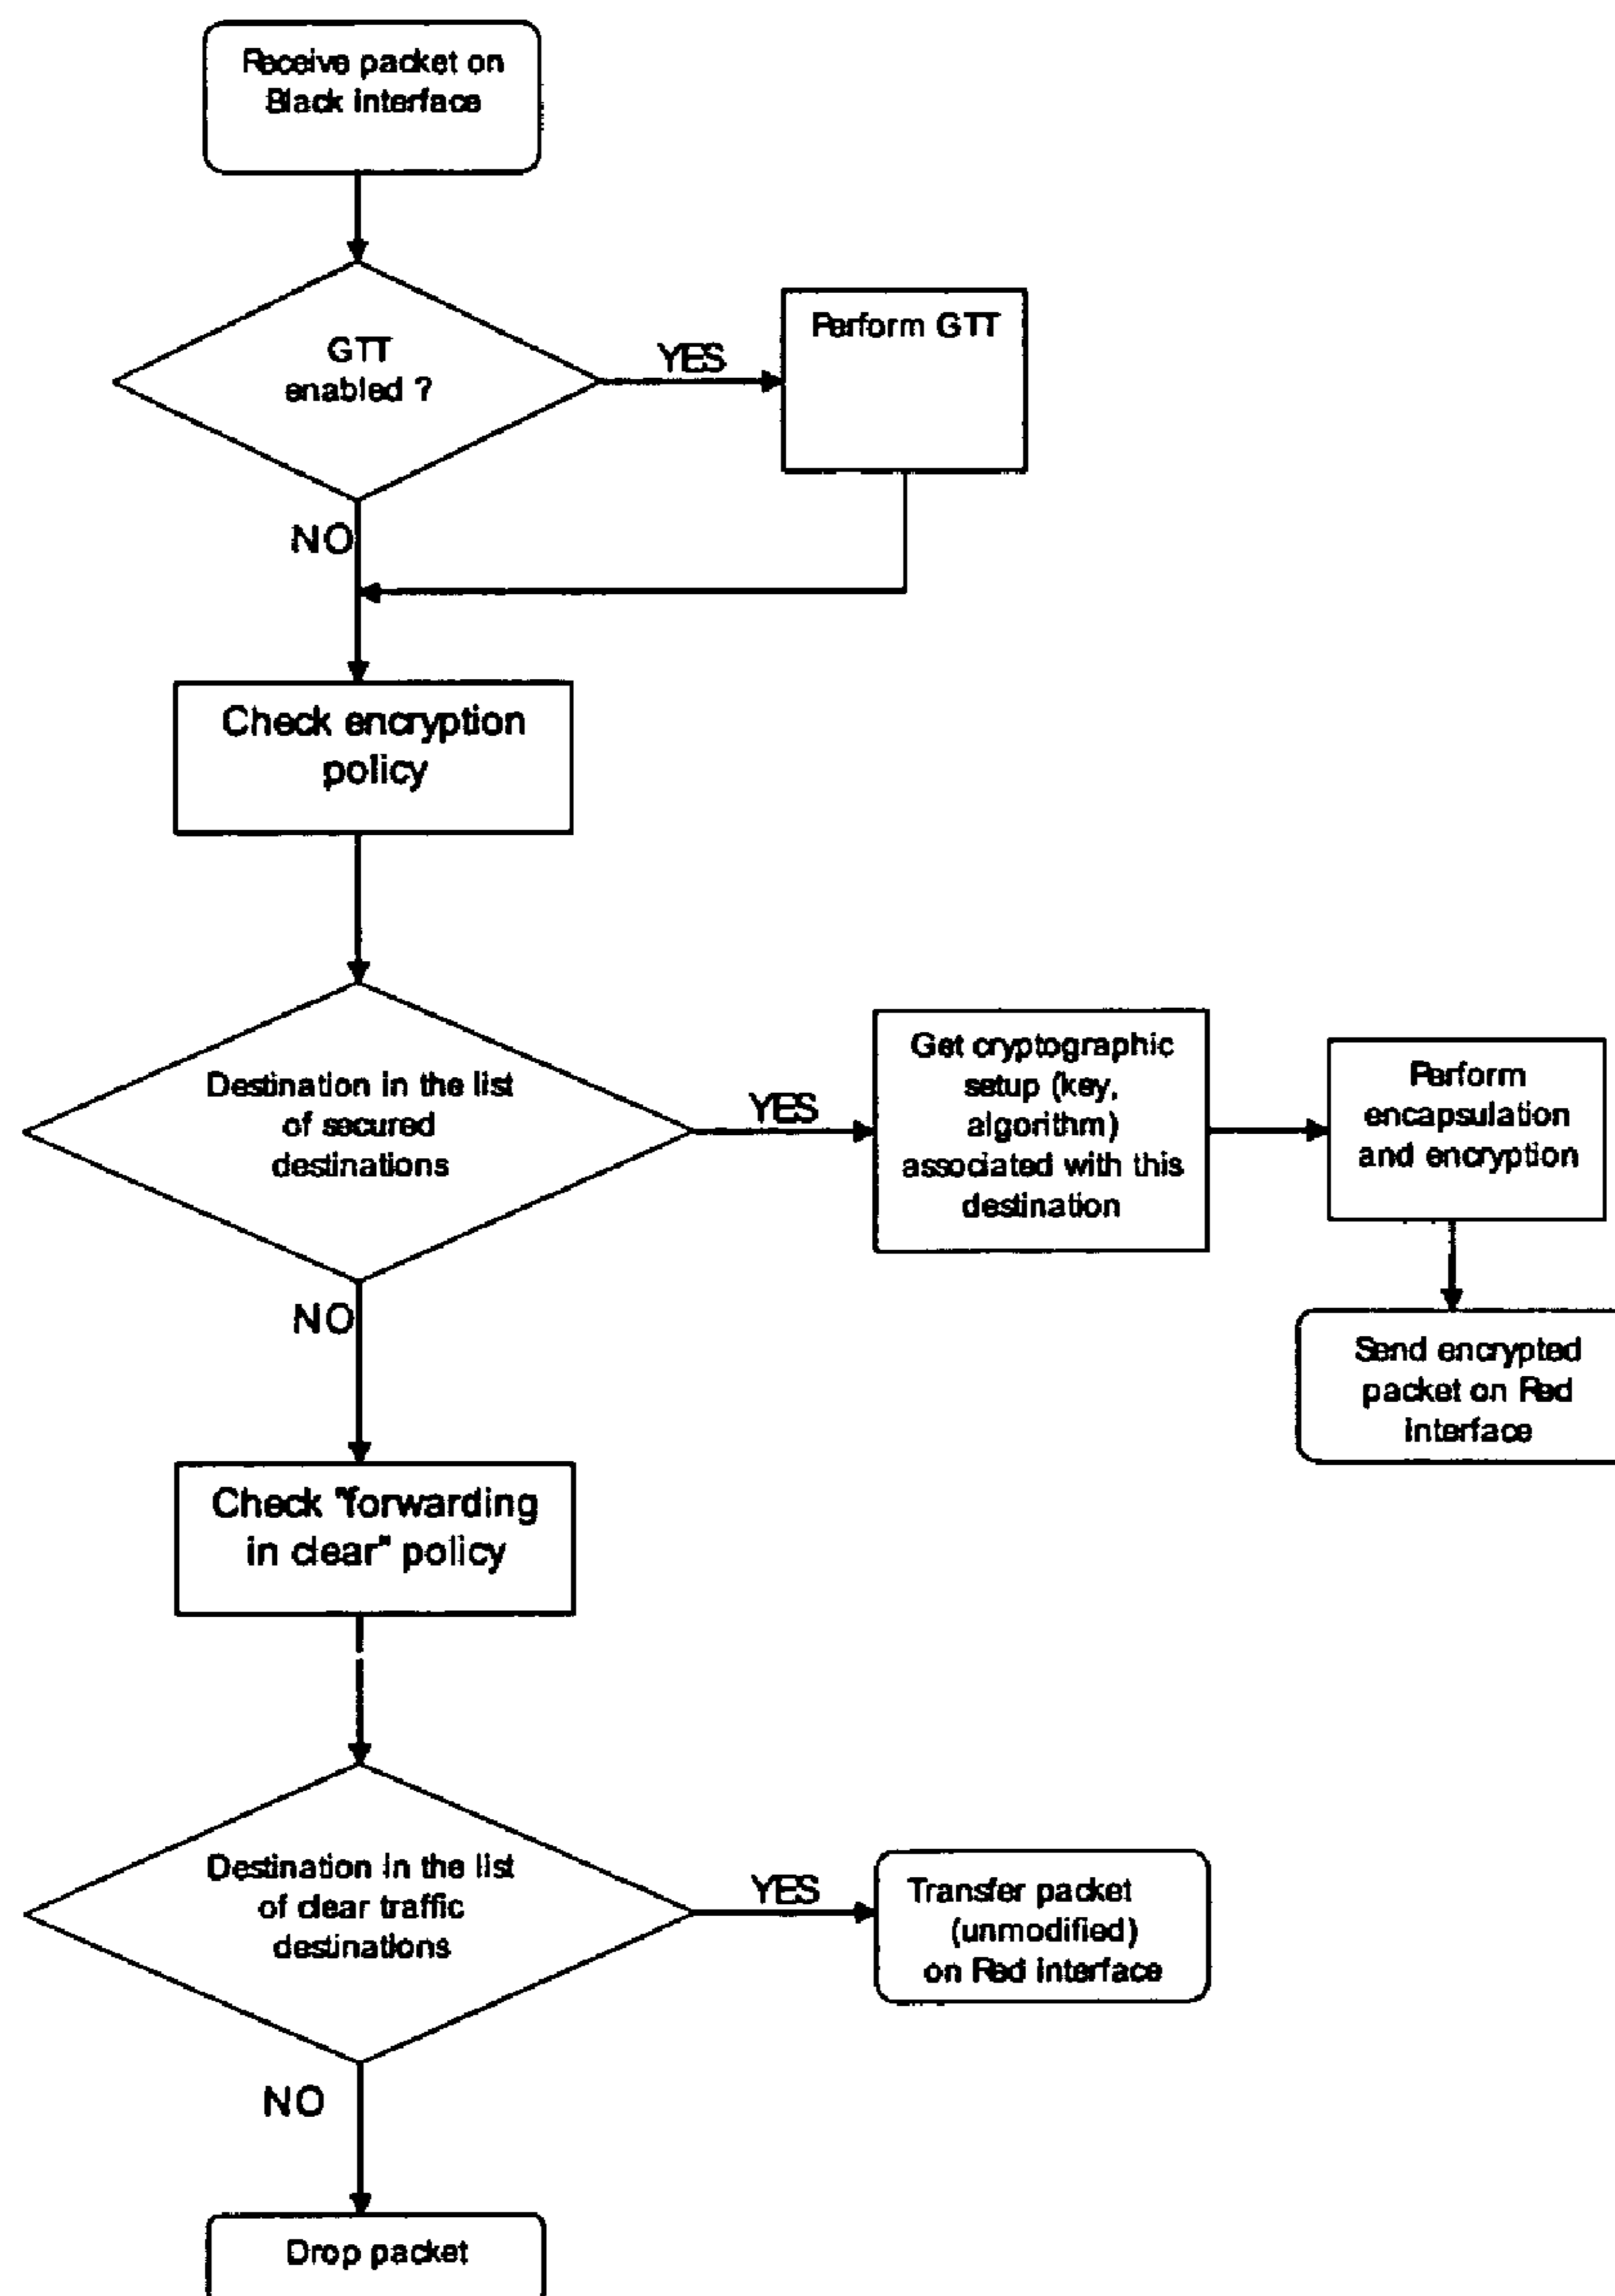 Receive packet on
Black interface
GTT
enabled ?
YES
Perform GTT
NO
Check encryption
policy
Destination in the list
of secured
destinations
YES
Get cryptographic
setup (key,
algorithm)
associated with this
destination
Perform
encapsulation
and encryption
Send encrypted
packet on Red
interface
NO
Check "forwarding
in clear" policy
Destination in the list
of clear traffic
destinations
YES
Transfer packet
(unmodified)
on Red interface
NO
Drop packet